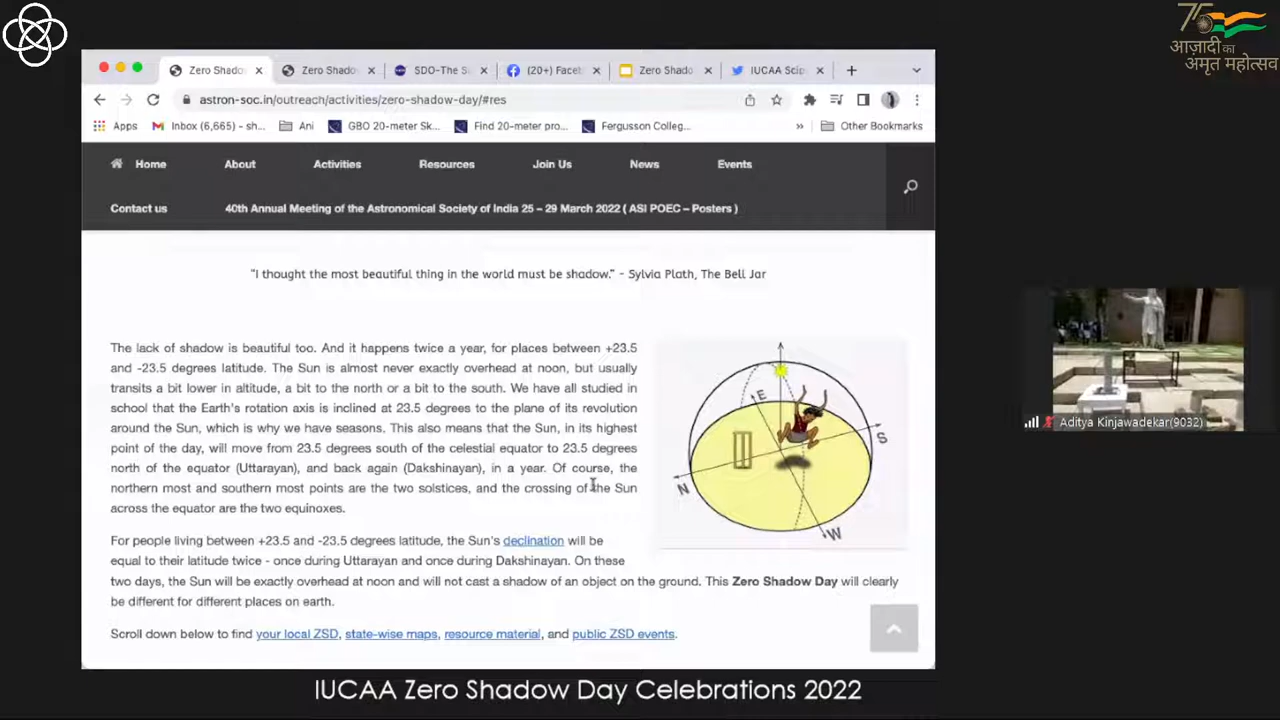 75
आज़ादी का
अमृत महोत्सव
Zero Shado
Zero Shado
SDO-The S
(20+) Face
Zero Shado
IUCAA Sci
astron-soc.in/outreach/activities/zero-shadow-day/#res
Apps
Inbox (6,665) - sh...
Ani
GBO 20-meter Sk...
Find 20-meter pro...
Fergusson Colleg...
»
Other Bookmarks
Home About Activities Resources Join Us News Events
Contact us 40th Annual Meeting of the Astronomical Society of India 25 – 29 March 2022 ( ASI POEC – Posters )
"I thought the most beautiful thing in the world must be shadow." - Sylvia Plath, The Bell Jar
The lack of shadow is beautiful too. And it happens twice a year, for places between +23.5
and -23.5 degrees latitude. The Sun is almost never exactly overhead at noon, but usually
transits a bit lower in altitude, a bit to the north or a bit to the south. We have all studied in
school that the Earth's rotation axis is inclined at 23.5 degrees to the plane of its revolution
around the Sun, which is why we have seasons. This also means that the Sun, in its highest
point of the day, will move from 23.5 degrees south of the celestial equator to 23.5 degrees
north of the equator (Uttarayan), and back again (Dakshinayan), in a year. Of course, the
northern most and southern most points are the two solstices, and the crossing of the Sun
across the equator are the two equinoxes.
E
S
N
W
For people living between +23.5 and -23.5 degrees latitude, the Sun's declination will be
equal to their latitude twice - once during Uttarayan and once during Dakshinayan. On these
two days, the Sun will be exactly overhead at noon and will not cast a shadow of an object on the ground. This Zero Shadow Day will clearly
be different for different places on earth.
Scroll down below to find your local ZSD, state-wise maps, resource material, and public ZSD events.
Aditya Kinjawadekar(9032)
IUCAA Zero Shadow Day Celebrations 2022